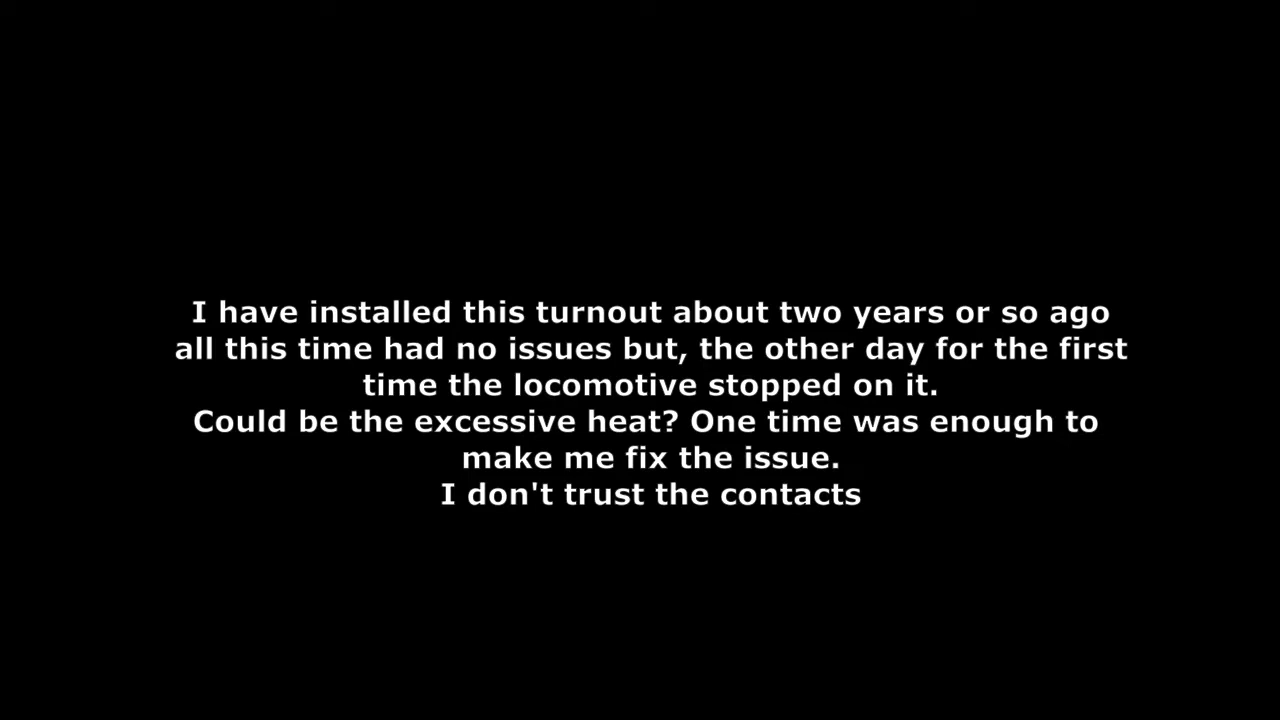 I have installed this turnout about two years or so ago
all this time had no issues but, the other day for the first
time the locomotive stopped on it.
Could be the excessive heat? One time was enough to
make me fix the issue.
I don't trust the contacts